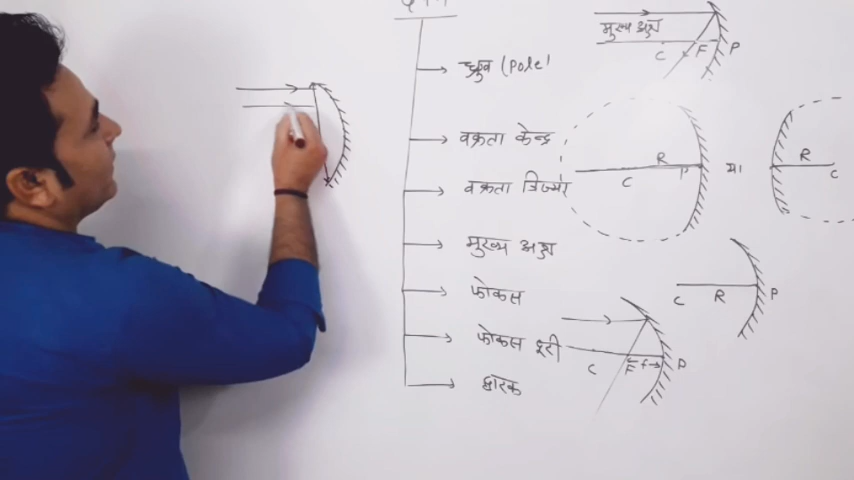 मुख्य अक्ष
C F P
ध्रुव (Pole)
वक्रता केन्द्र
R
C P
या
R
C
वक्रता त्रिज्या
मुख्य अक्ष
C R P
फोकस
फोकस दूरी
C F f P
द्वारक